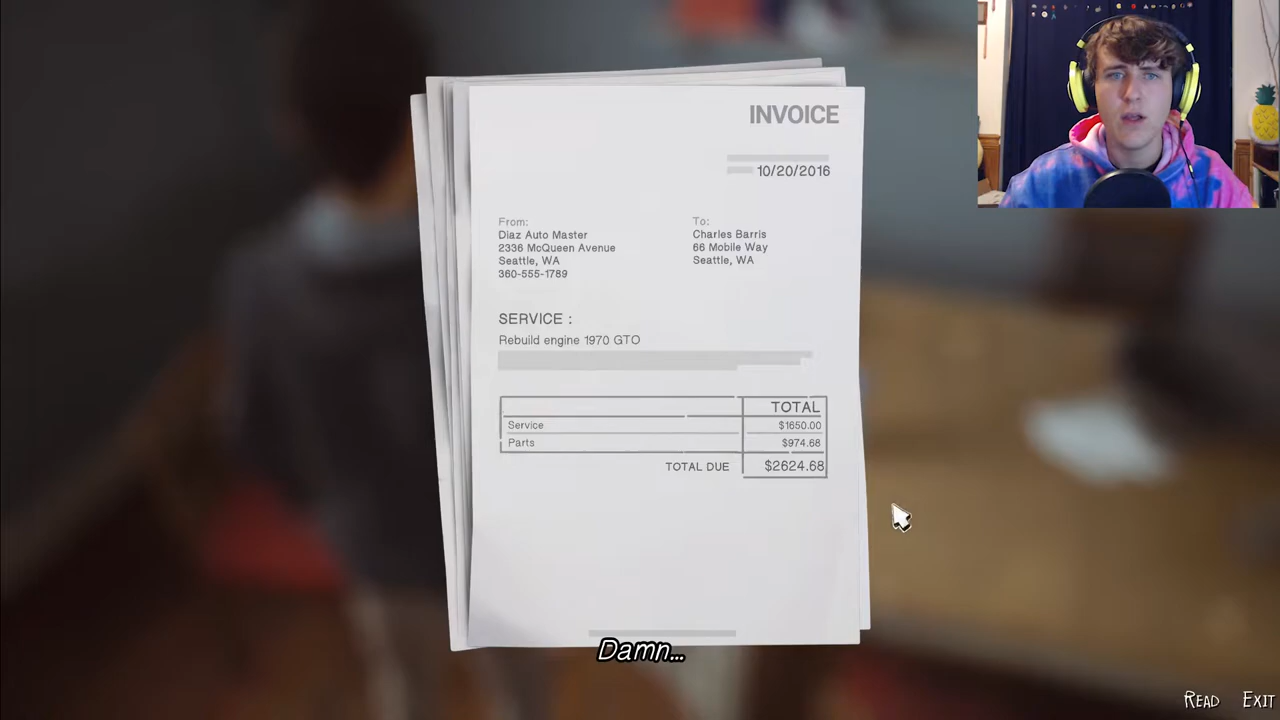 INVOICE
10/20/2016
From:
Diaz Auto Master
2336 McQueen Avenue
Seattle, WA
360-555-1789
To:
Charles Barris
66 Mobile Way
Seattle, WA
SERVICE :
Rebuild engine 1970 GTO
TOTAL
Service $1650.00
Parts $974.68
TOTAL DUE $2624.68
Damn...
READ EXIT